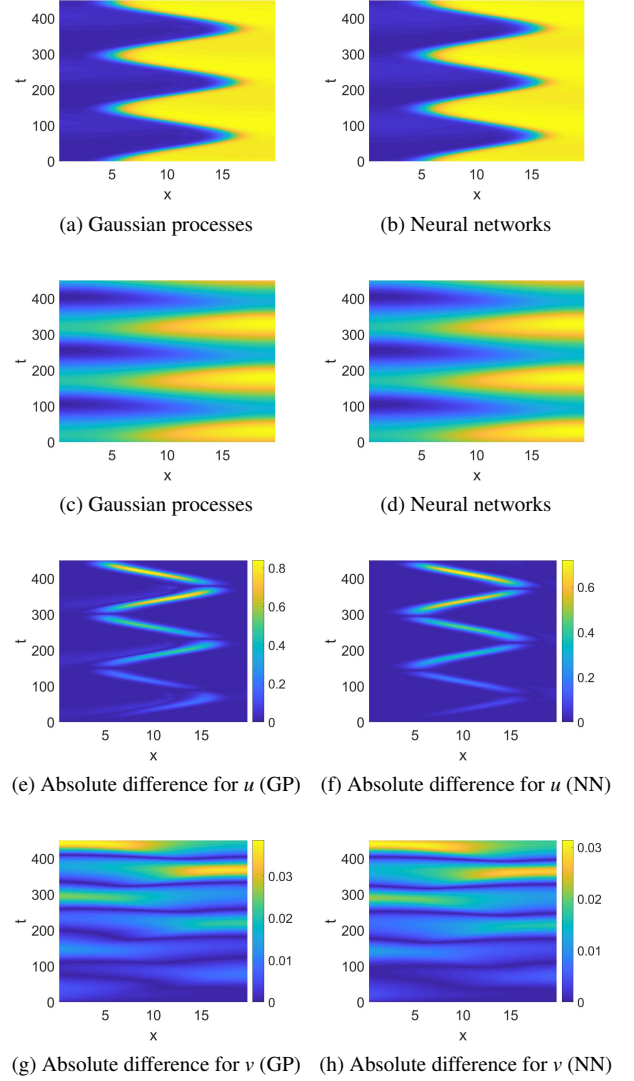 400
300
200
100
0
t
5 10 15
x
400
300
200
100
0
t
5 10 15
x
(a) Gaussian processes
(b) Neural networks
400
300
200
100
0
t
5 10 15
x
400
300
200
100
0
t
5 10 15
x
(c) Gaussian processes
(d) Neural networks
400
300
200
100
0
t
5 10 15
x
0.8
0.6
0.4
0.2
0
400
300
200
100
0
t
5 10 15
x
0.6
0.4
0.2
0
(e) Absolute difference for u (GP)
(f) Absolute difference for u (NN)
400
300
200
100
0
t
5 10 15
x
0.03
0.02
0.01
0
400
300
200
100
0
t
5 10 15
x
0.03
0.02
0.01
0
(g) Absolute difference for v (GP)
(h) Absolute difference for v (NN)